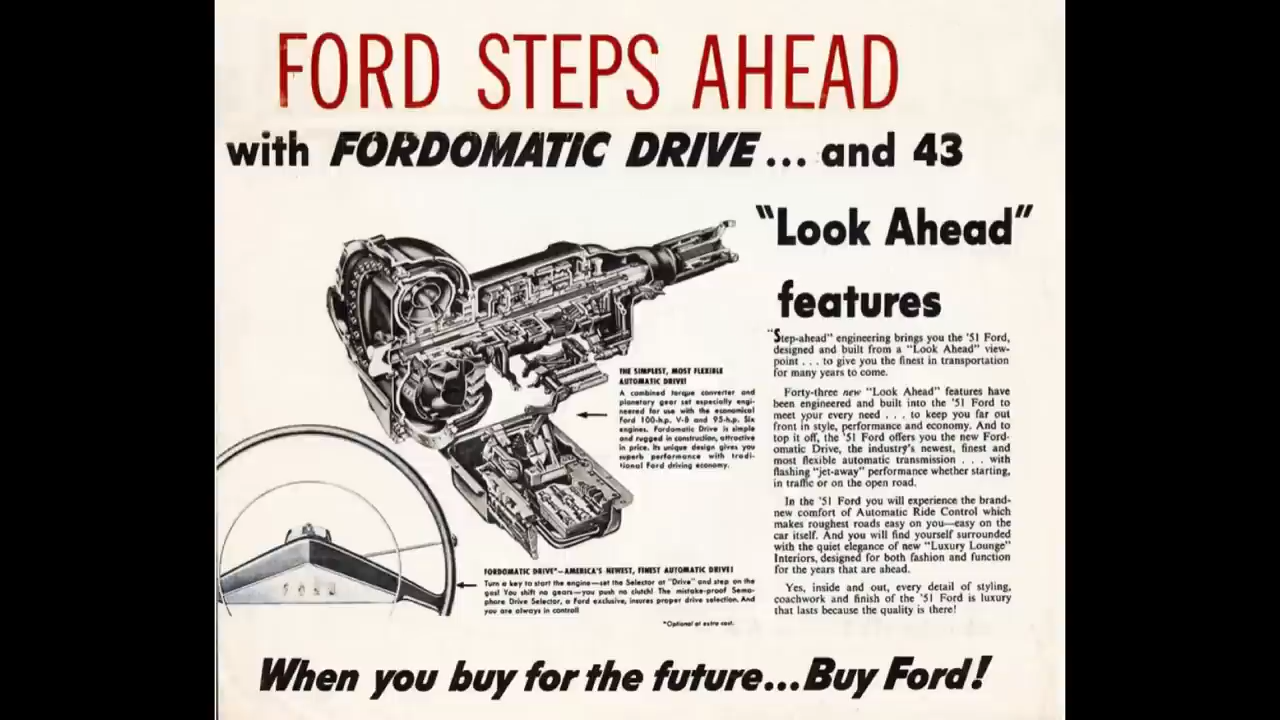 FORD STEPS AHEAD
with FORDOMATIC DRIVE ... and 43
"Look Ahead"
features
"Step-ahead" engineering brings you the '51 Ford,
designed and built from a "Look Ahead" view-
point . . . to give you the finest in transportation
for many years to come.
Forty-three new "Look Ahead" features have
been engineered and built into the '51 Ford to
meet your every need . . . to keep you far out
front in style, performance and economy. And to
top it off, the '51 Ford offers you the new Ford-
omatic Drive, the industry's newest, finest and
most flexible automatic transmission . . . with
flashing "jet-away" performance whether starting,
in traffic or on the open road.
In the '51 Ford you will experience the brand-
new comfort of Automatic Ride Control which
makes roughest roads easy on you—easy on the
car itself. And you will find yourself surrounded
with the quiet elegance of new "Luxury Lounge"
Interiors, designed for both fashion and function
for the years that are ahead.
Yes, inside and out, every detail of styling,
coachwork and finish of the '51 Ford is luxury
that lasts because the quality is there!
THE SIMPLEST, MOST FLEXIBLE
AUTOMATIC DRIVE!
A combined torque converter and
planetary gear set especially engi-
neered for use with the economical
Ford 100-h.p. V-8 and 95-h.p. Six
engines. Fordomatic Drive is simple
and rugged in construction, attractive
in price. Its unique design gives you
superb performance with tradi-
tional Ford driving economy.
FORD
FORDOMATIC DRIVE*—AMERICA'S NEWEST, FINEST AUTOMATIC DRIVE!
Turn a key to start the engine—set the Selector at "Drive" and step on the
gas! You shift no gears—you push no clutch! The mistake-proof Sema-
phore Drive Selector, a Ford exclusive, insures proper drive selection. And
you are always in control!
*Optional at extra cost.
When you buy for the future...Buy Ford!